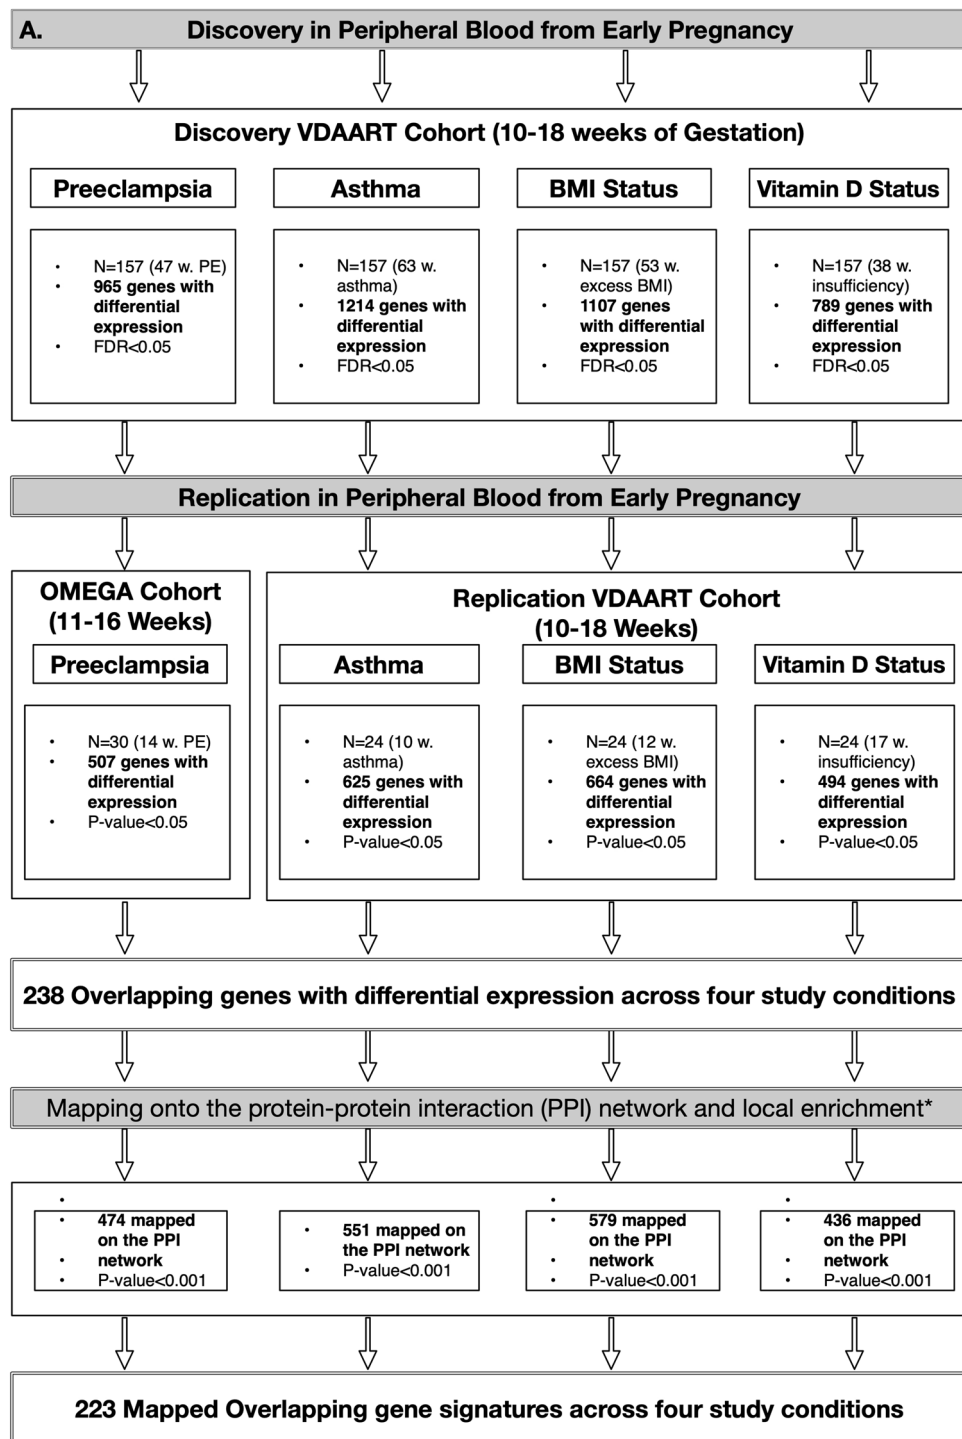 A.
Discovery in Peripheral Blood from Early Pregnancy
Discovery VDAART Cohort (10-18 weeks of Gestation)
Preeclampsia
• N=157 (47 w. PE)
• 965 genes with
differential
expression
• FDR<0.05
Asthma
• N=157 (63 w.
asthma)
• 1214 genes with
differential
expression
• FDR<0.05
BMI Status
• N=157 (53 w.
excess BMI)
• 1107 genes
with differential
expression
• FDR<0.05
Vitamin D Status
• N=157 (38 w.
insufficiency)
• 789 genes with
differential
expression
• FDR<0.05
Replication in Peripheral Blood from Early Pregnancy
OMEGA Cohort
(11-16 Weeks)
Preeclampsia
• N=30 (14 w. PE)
• 507 genes with
differential
expression
• P-value<0.05
Replication VDAART Cohort
(10-18 Weeks)
Asthma
• N=24 (10 w.
asthma)
• 625 genes with
differential
expression
• P-value<0.05
BMI Status
• N=24 (12 w.
excess BMI)
• 664 genes with
differential
expression
• P-value<0.05
Vitamin D Status
• N=24 (17 w.
insufficiency)
• 494 genes with
differential
expression
• P-value<0.05
238 Overlapping genes with differential expression across four study conditions
Mapping onto the protein-protein interaction (PPI) network and local enrichment*
•
• 474 mapped
on the PPI
• network
• P-value<0.001
• 551 mapped on
the PPI network
• P-value<0.001
•
• 579 mapped
on the PPI
• network
• P-value<0.001
•
• 436 mapped
on the PPI
• network
• P-value<0.001
223 Mapped Overlapping gene signatures across four study conditions